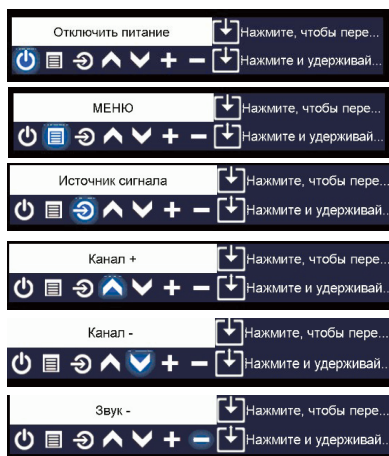 Отключить питание Нажмите, чтобы пере...
Нажмите и удерживай...
МЕНЮ Нажмите, чтобы пере...
Нажмите и удерживай...
Источник сигнала Нажмите, чтобы пере...
Нажмите и удерживай...
Канал + Нажмите, чтобы пере...
Нажмите и удерживай...
Канал - Нажмите, чтобы пере...
Нажмите и удерживай...
Звук - Нажмите, чтобы пере...
Нажмите и удерживай...